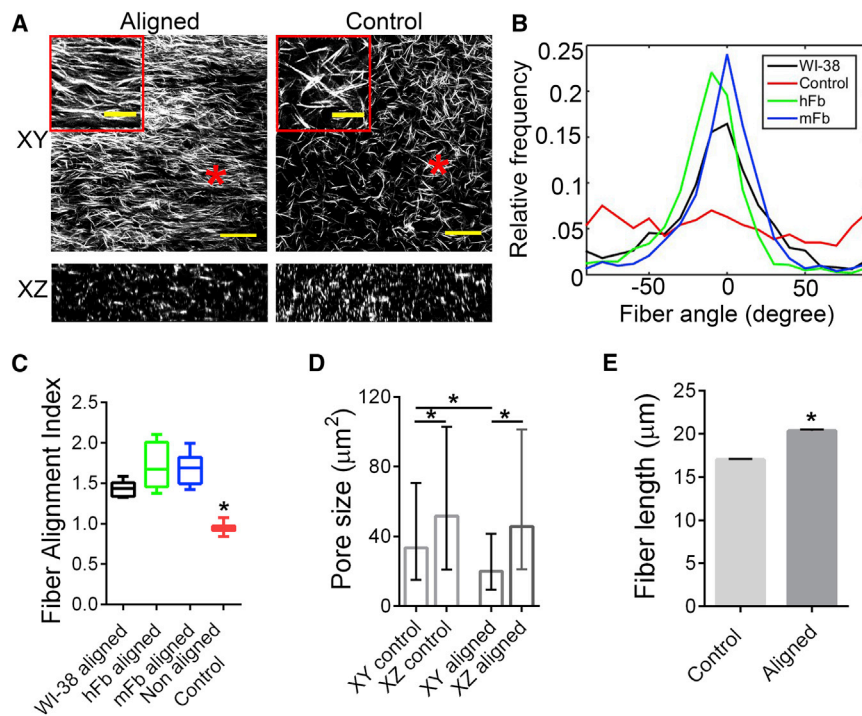 A
Aligned
Control
XY
*
*
XZ
B
Relative frequency
0.25
0.20
0.15
0.1
0.05
0
-50
0
50
Fiber angle (degree)
WI-38
Control
hFb
mFb
C
Fiber Alignment Index
2.5
2.0
1.5
1.0
0.5
0.0
*
WI-38 aligned
hFb aligned
mFb aligned
Non aligned
Control
D
Pore size (μm²)
120
80
40
0
*
*
*
XY control
XZ control
XY aligned
XZ aligned
E
Fiber length (μm)
25
20
15
10
5
0
*
Control
Aligned